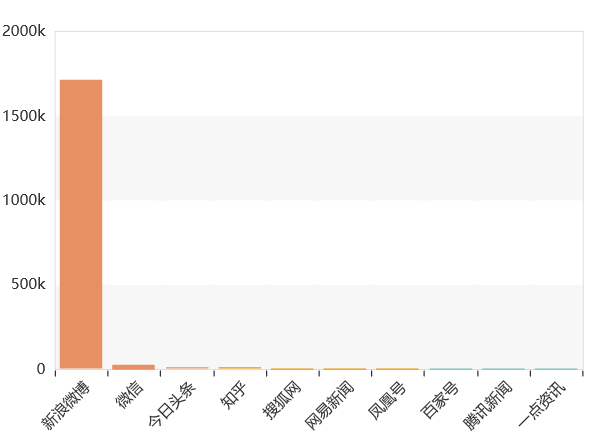 2000k
1500k
1000k
500k
0
新浪微博
微信
今日头条
知乎
搜狐网
网易新闻
凤凰号
百家号
腾讯新闻
一点资讯